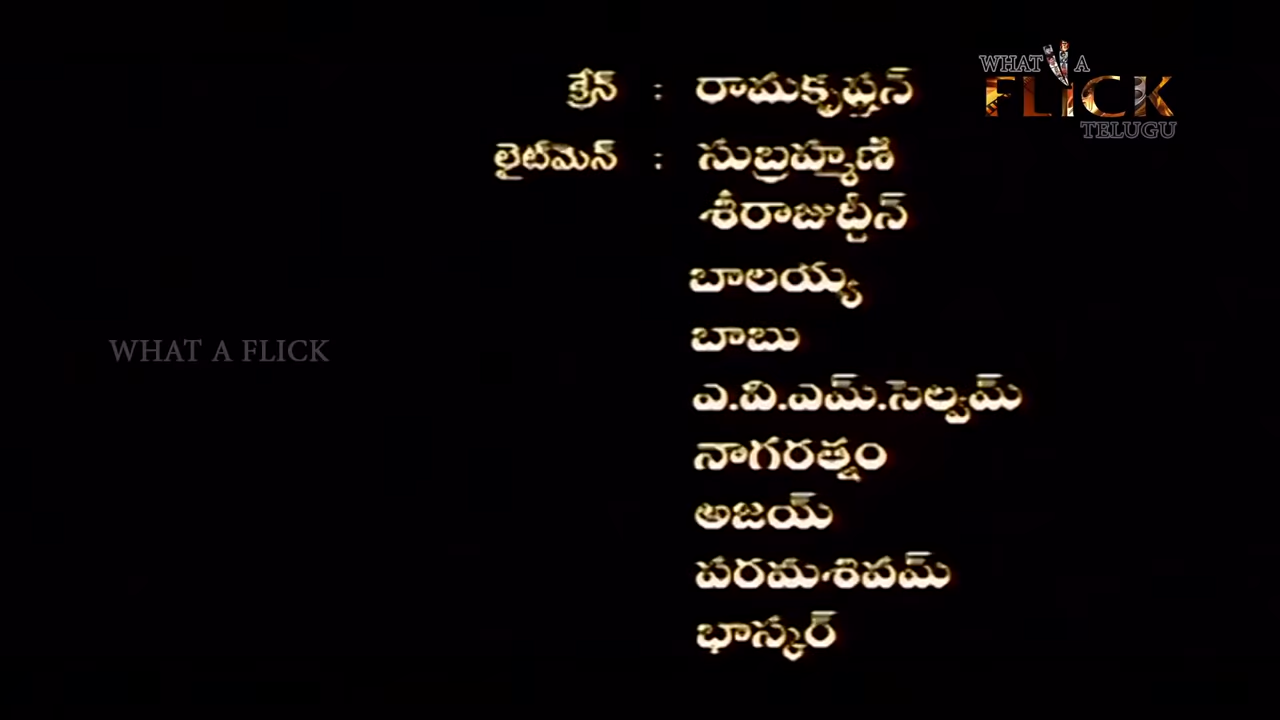 WHAT A
FLICK
TELUGU
క్రేన్ : రామకృష్ణన్
లైట్‌మెన్ : సుబ్రహ్మణి
శీరాజుద్దీన్
బాలయ్య
బాబు
WHAT A FLICK
ఎ.వి.ఎమ్.సెల్వమ్
నాగరత్నం
అజయ్
పరమశివమ్
భాస్కర్